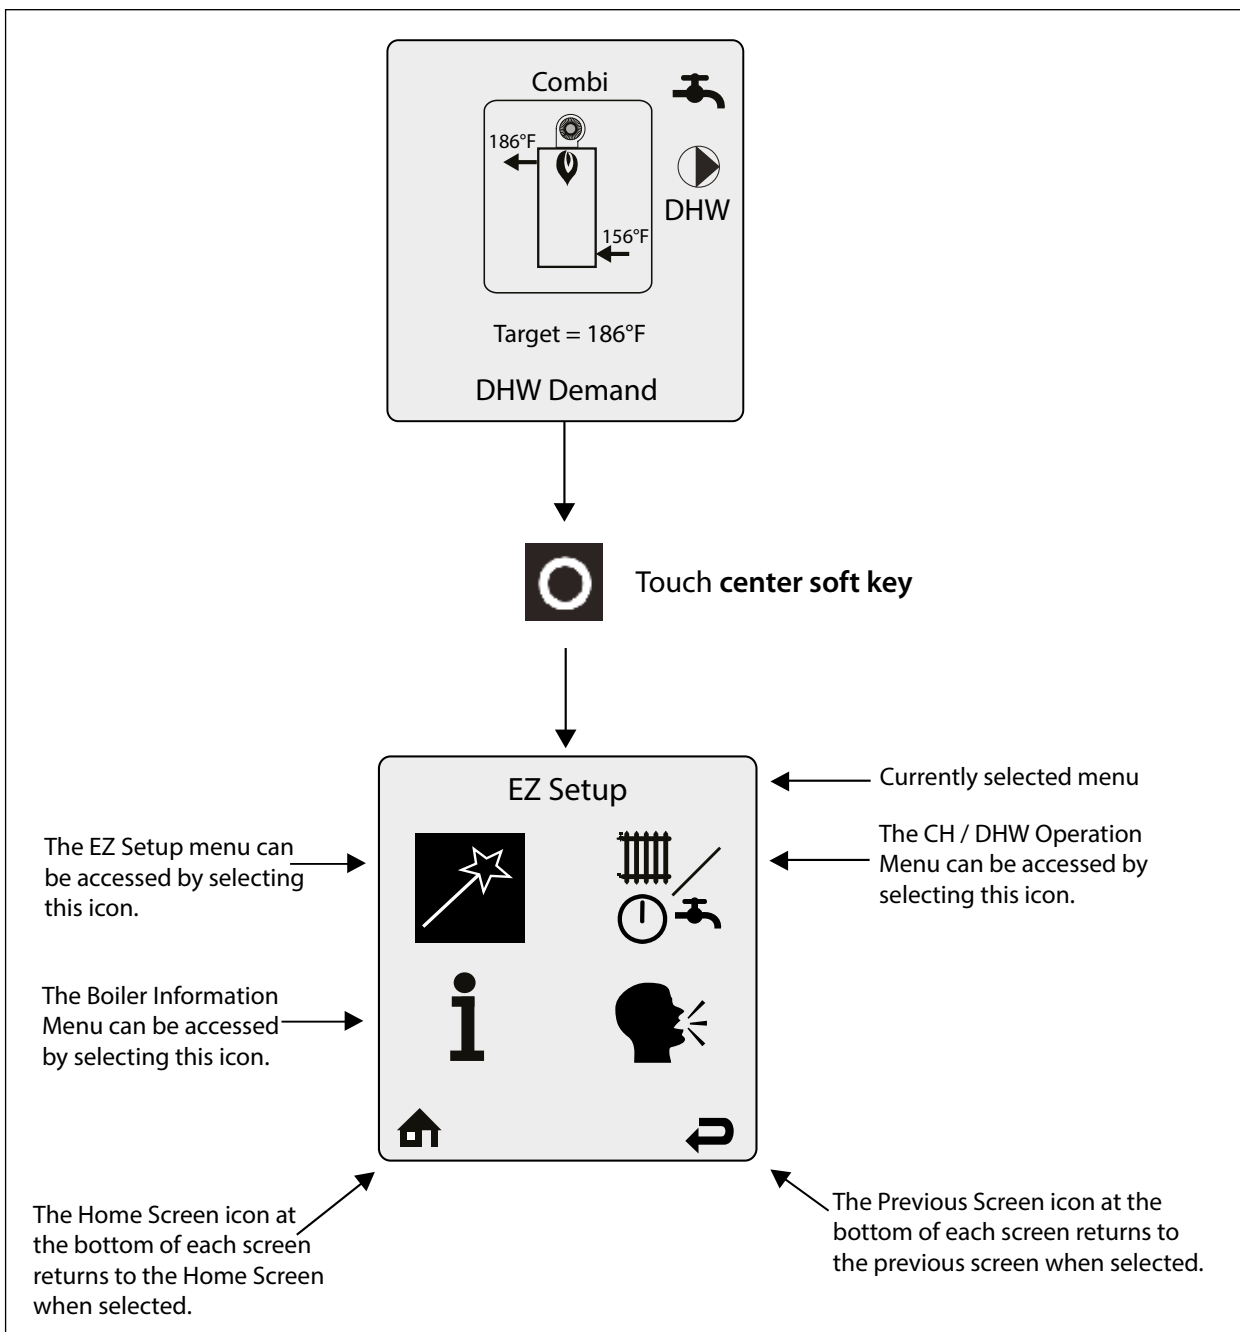 Combi
186°F
156°F
DHW
Target = 186°F
DHW Demand
Touch center soft key
EZ Setup
Currently selected menu
The EZ Setup menu can
be accessed by selecting
this icon.
The CH / DHW Operation
Menu can be accessed by
selecting this icon.
The Boiler Information
Menu can be accessed
by selecting this icon.
The Home Screen icon at
the bottom of each screen
returns to the Home Screen
when selected.
The Previous Screen icon at the
bottom of each screen returns to
the previous screen when selected.